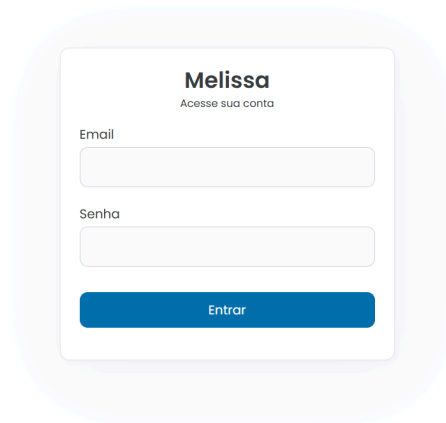 Melissa
Acesse sua conta
Email
Senha
Entrar